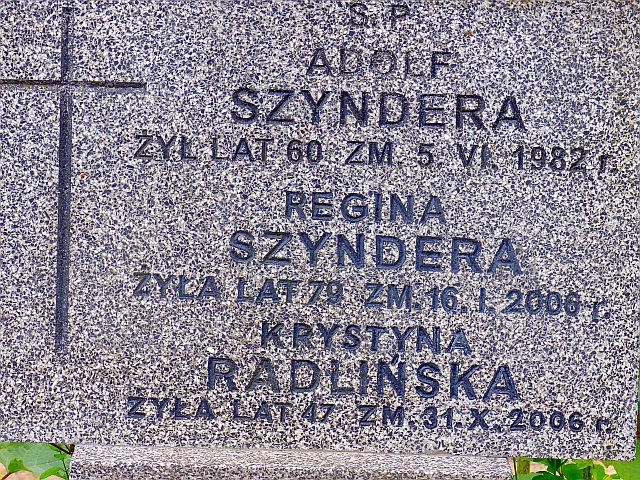 Ś.P.
ADOLF
SZYNDERA
ŻYŁ LAT 60 ZM. 5. VI. 1982 r.
REGINA
SZYNDERA
ŻYŁA LAT 79 ZM. 16. I. 2006 r.
KRYSTYNA
RADLIŃSKA
ŻYŁA LAT 47 ZM. 31. X. 2006 r.